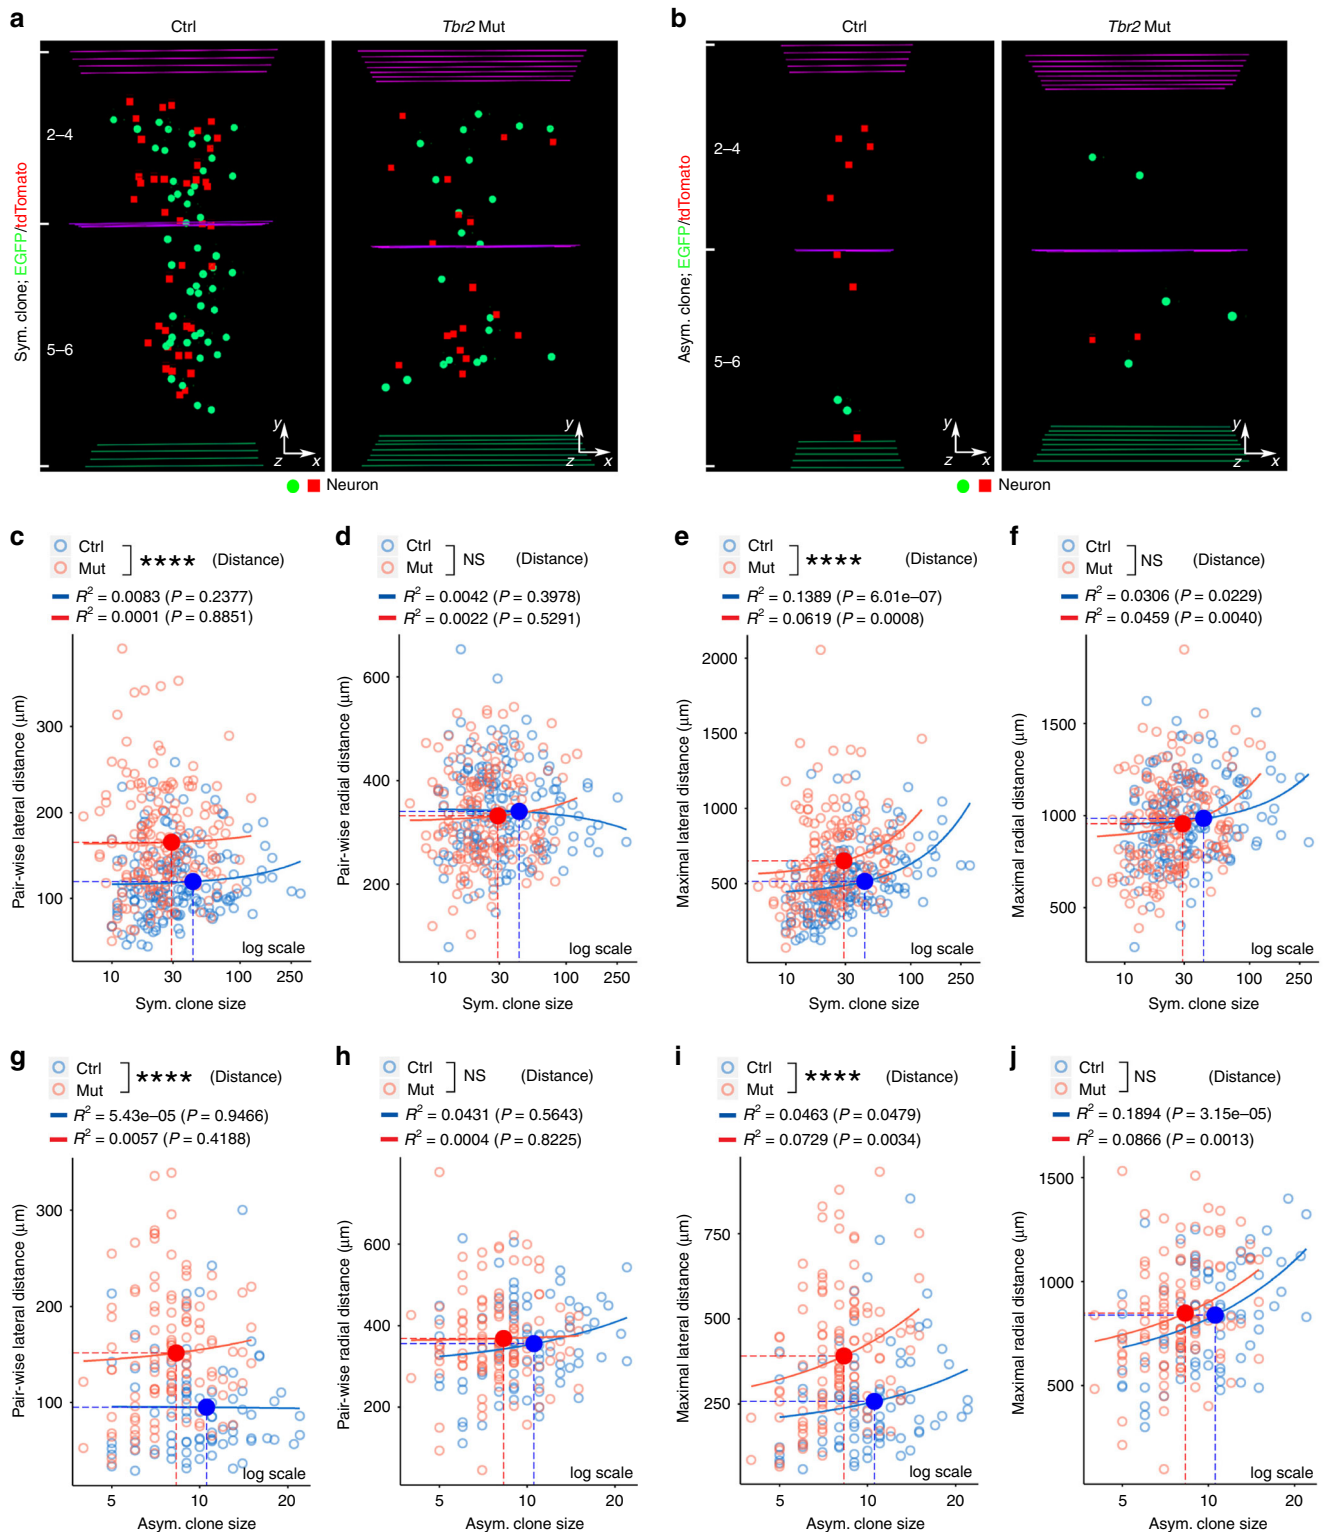 a
Ctrl
Tbr2 Mut
Sym. clone; EGFP/tdTomato
2–4
5–6
y
z
x
y
z
x
Neuron
b
Ctrl
Tbr2 Mut
Asym. clone; EGFP/tdTomato
2–4
5–6
y
z
x
y
z
x
Neuron
c
Ctrl
Mut
**** (Distance)
R² = 0.0083 (P = 0.2377)
R² = 0.0001 (P = 0.8851)
Pair-wise lateral distance (µm)
300
200
100
log scale
10 30 100 250
Sym. clone size
d
Ctrl
Mut
NS (Distance)
R² = 0.0042 (P = 0.3978)
R² = 0.0022 (P = 0.5291)
Pair-wise radial distance (µm)
600
400
200
log scale
10 30 100 250
Sym. clone size
e
Ctrl
Mut
**** (Distance)
R² = 0.1389 (P = 6.01e–07)
R² = 0.0619 (P = 0.0008)
Maximal lateral distance (µm)
2000
1500
1000
500
log scale
10 30 100 250
Sym. clone size
f
Ctrl
Mut
NS (Distance)
R² = 0.0306 (P = 0.0229)
R² = 0.0459 (P = 0.0040)
Maximal radial distance (µm)
1500
1000
500
log scale
10 30 100 250
Sym. clone size
g
Ctrl
Mut
**** (Distance)
R² = 5.43e–05 (P = 0.9466)
R² = 0.0057 (P = 0.4188)
Pair-wise lateral distance (µm)
300
200
100
log scale
5 10 20
Asym. clone size
h
Ctrl
Mut
NS (Distance)
R² = 0.0431 (P = 0.5643)
R² = 0.0004 (P = 0.8225)
Pair-wise radial distance (µm)
600
400
200
log scale
5 10 20
Asym. clone size
i
Ctrl
Mut
**** (Distance)
R² = 0.0463 (P = 0.0479)
R² = 0.0729 (P = 0.0034)
Maximal lateral distance (µm)
750
500
250
log scale
5 10 20
Asym. clone size
j
Ctrl
Mut
NS (Distance)
R² = 0.1894 (P = 3.15e–05)
R² = 0.0866 (P = 0.0013)
Maximal radial distance (µm)
1500
1000
500
log scale
5 10 20
Asym. clone size